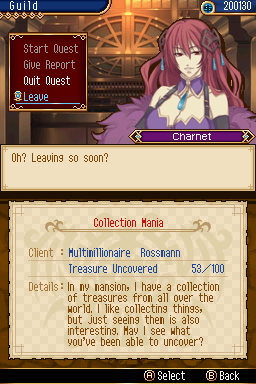 Guild
200130
Start Quest
Give Report
Quit Quest
Leave
Charnet
Oh? Leaving so soon?
Collection Mania
Client : Multimillionaire Rossmann
Treasure Uncovered 53/100
Details: In my mansion, I have a collection
of treasures from all over the
world. I like collecting things,
but just seeing them is also
interesting. May I see what
you've been able to uncover?
A Select B Back